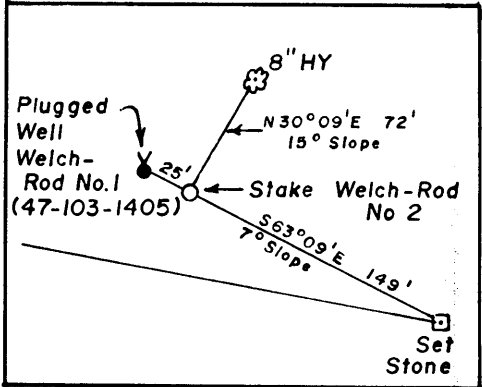 8" HY
N 30°09'E 72'
15° Slope
Plugged
Well
Welch-
Rod No.1
(47-103-1405)
25'
Stake Welch-Rod
No 2
S63°09'E 149'
7° Slope
Set
Stone